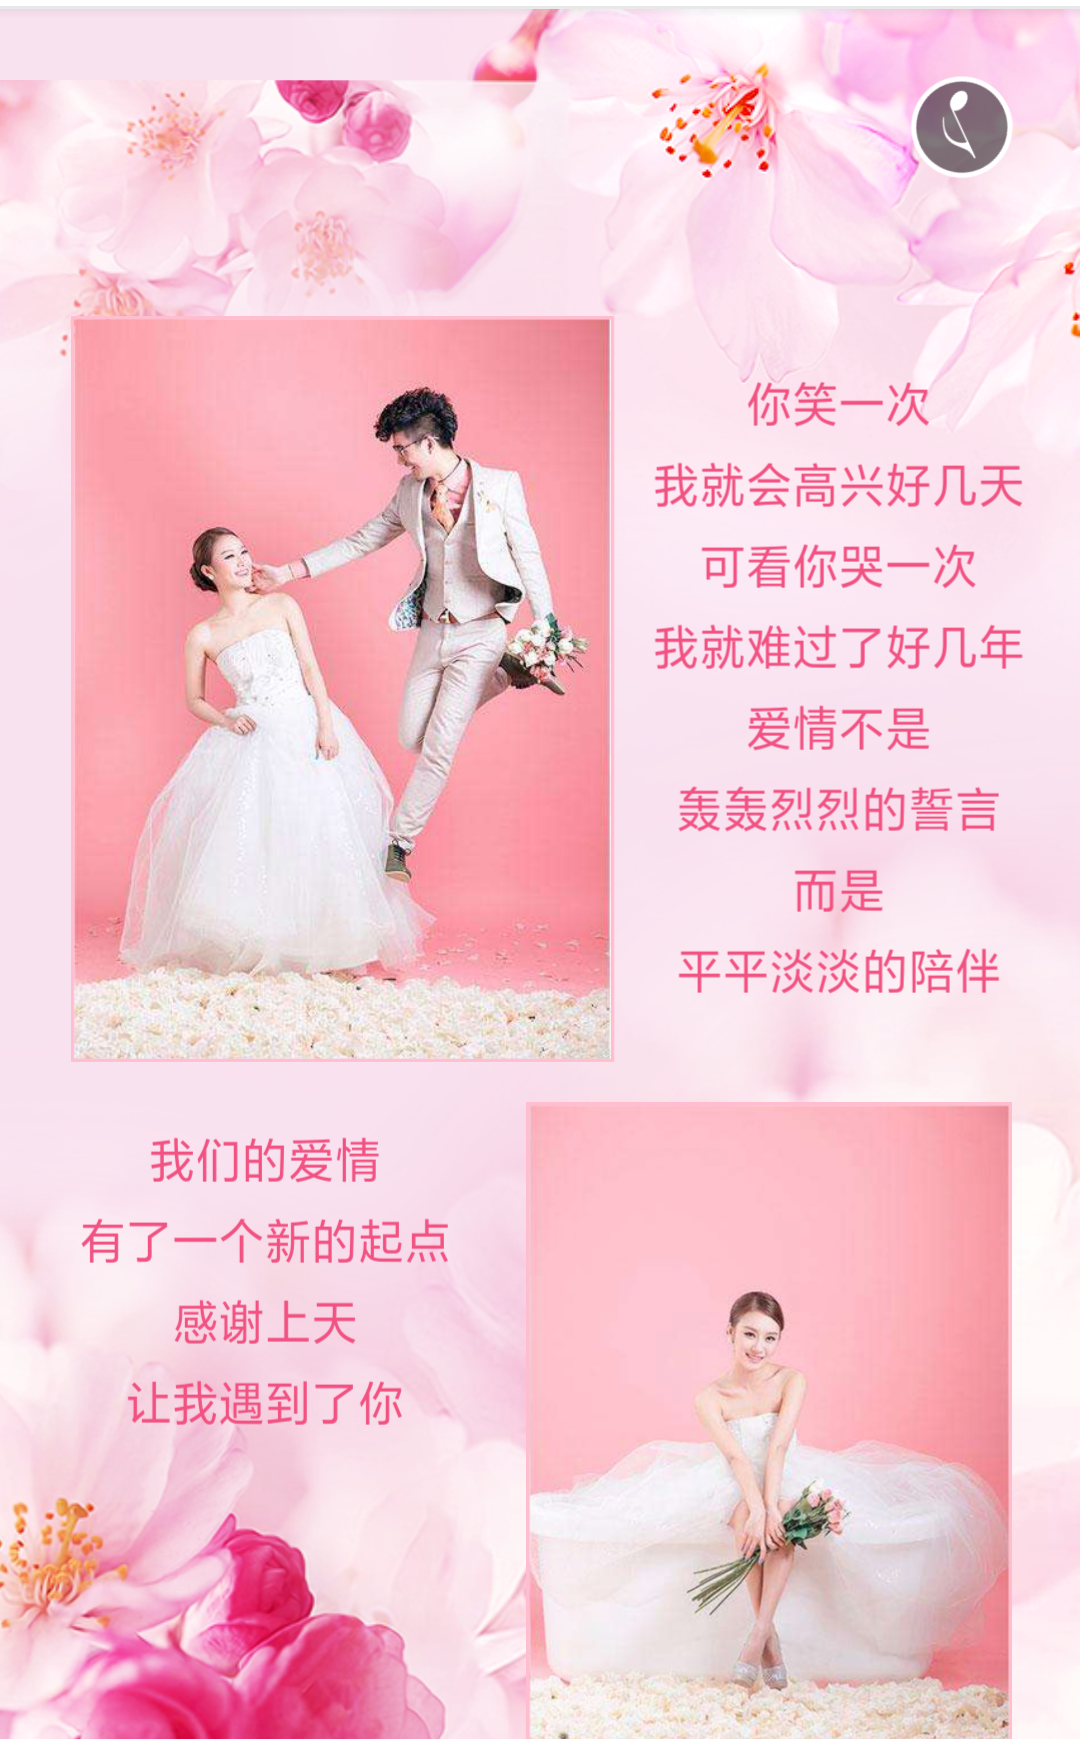 你笑一次
我就会高兴好几天
可看你哭一次
我就难过了好几年
爱情不是
轰轰烈烈的誓言
而是
平平淡淡的陪伴
我们的爱情
有了一个新的起点
感谢上天
让我遇到了你